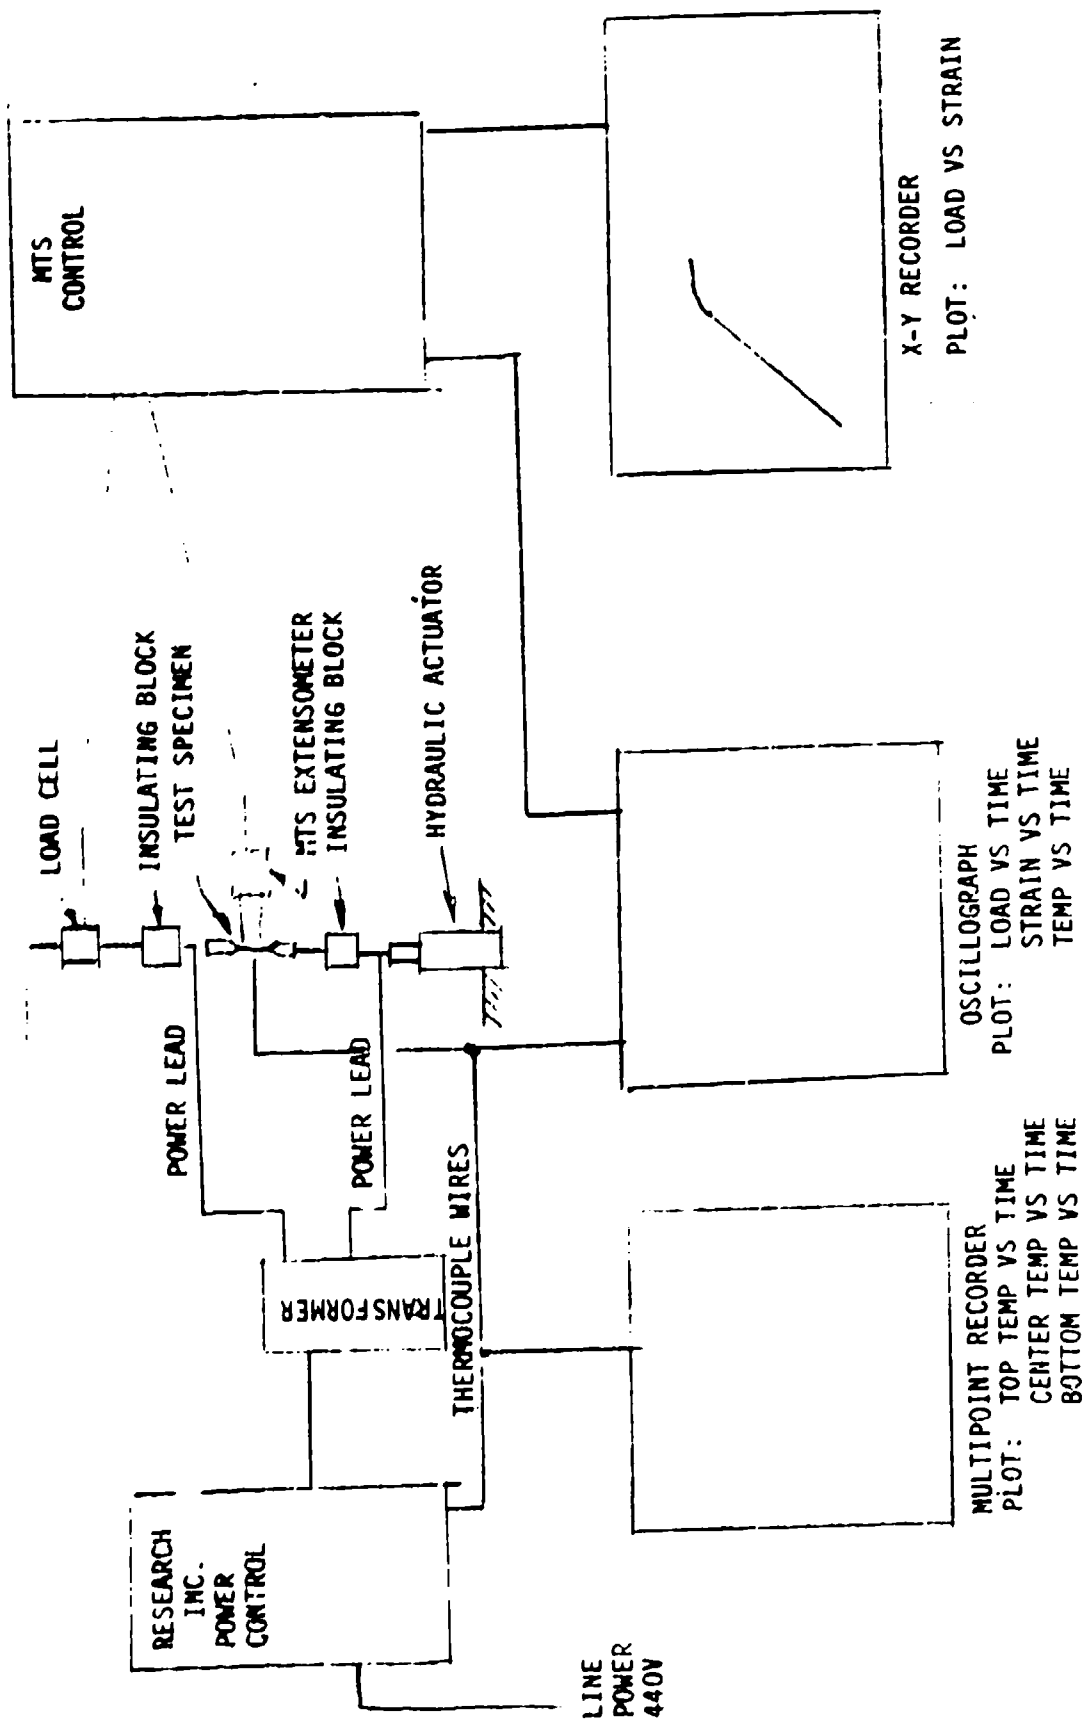 LOAD CELL
INSULATING BLOCK
TEST SPECIMEN
MTS EXTENSOMETER
INSULATING BLOCK
HYDRAULIC ACTUATOR
MTS
CONTROL
POWER LEAD
POWER LEAD
TRANSFORMER
THERMOCOUPLE WIRES
RESEARCH
INC.
POWER
CONTROL
LINE
POWER
440V
MULTIPOINT RECORDER
PLOT: TOP TEMP VS TIME
CENTER TEMP VS TIME
BOTTOM TEMP VS TIME
OSCILLOGRAPH
PLOT: LOAD VS TIME
STRAIN VS TIME
TEMP VS TIME
X-Y RECORDER
PLOT: LOAD VS STRAIN